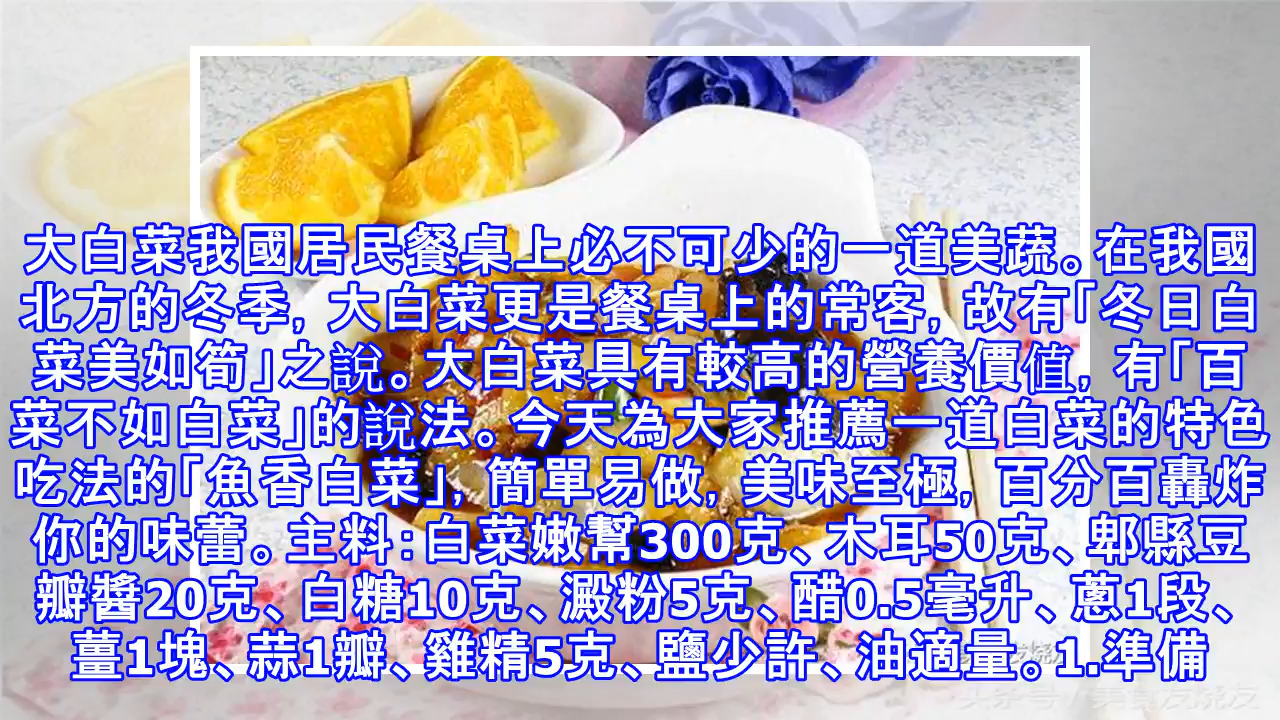 大白菜我國居民餐桌上必不可少的一道美蔬。在我國
北方的冬季, 大白菜更是餐桌上的常客, 故有「冬日白
菜美如筍」之說。大白菜具有較高的營養價值, 有「百
菜不如白菜」的說法。今天為大家推薦一道白菜的特色
吃法的「魚香白菜」, 簡單易做, 美味至極, 百分百轟炸
你的味蕾。主料:白菜嫩幫300克、木耳50克、郫縣豆
瓣醬20克、白糖10克、澱粉5克、醋0.5毫升、蔥1段、
薑1塊、蒜1瓣、雞精5克、鹽少許、油適量。1.準備